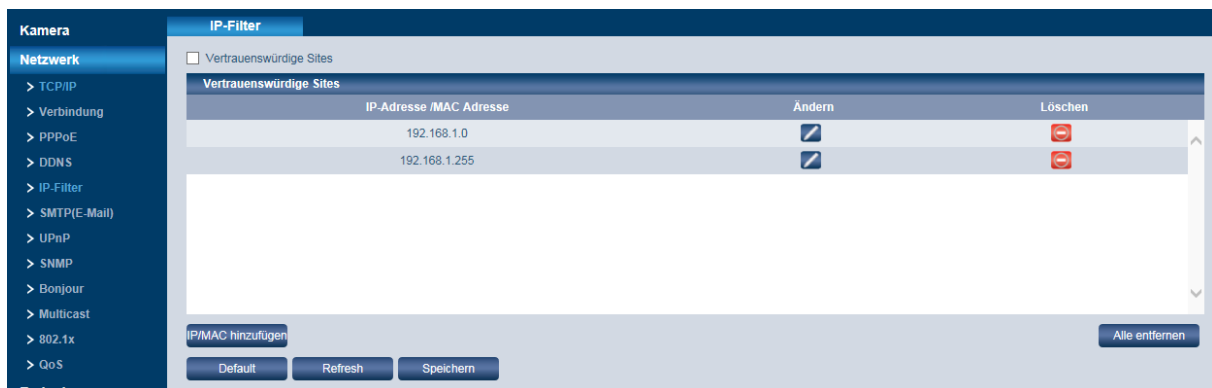 Kamera
Netzwerk
> TCP/IP
> Verbindung
> PPPoE
> DDNS
> IP-Filter
> SMTP(E-Mail)
> UPnP
> SNMP
> Bonjour
> Multicast
> 802.1x
> QoS
IP-Filter
Vertrauenswürdige Sites
Vertrauenswürdige Sites
IP-Adresse /MAC Adresse Ändern Löschen
192.168.1.0
192.168.1.255
IP/MAC hinzufügen Alle entfernen
Default Refresh Speichern